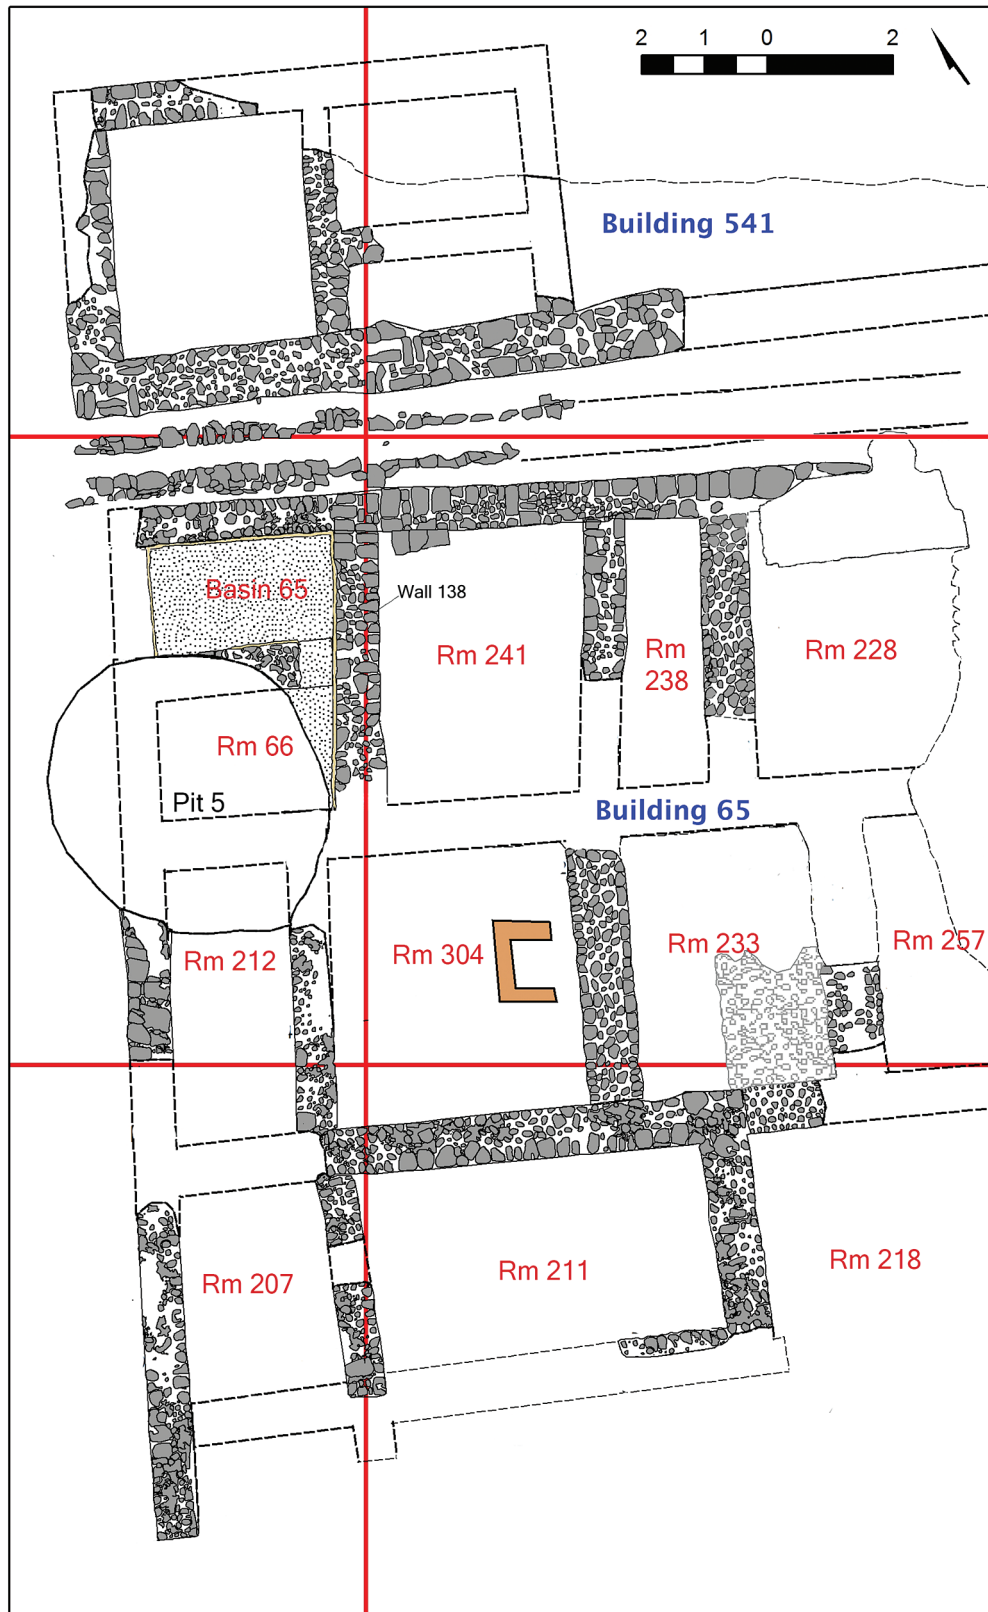 2 1 0 2
Building 541
Basin 65
Wall 138
Rm 241
Rm
238
Rm 228
Rm 66
Pit 5
Building 65
Rm 212
Rm 304
Rm 233
Rm 257
Rm 207
Rm 211
Rm 218